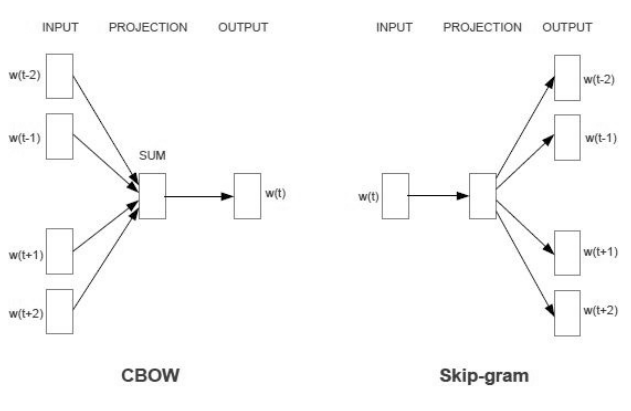 INPUT PROJECTION OUTPUT
w(t-2)
w(t-1)
SUM
w(t)
w(t+1)
w(t+2)
CBOW
INPUT PROJECTION OUTPUT
w(t-2)
w(t-1)
w(t)
w(t+1)
w(t+2)
Skip-gram